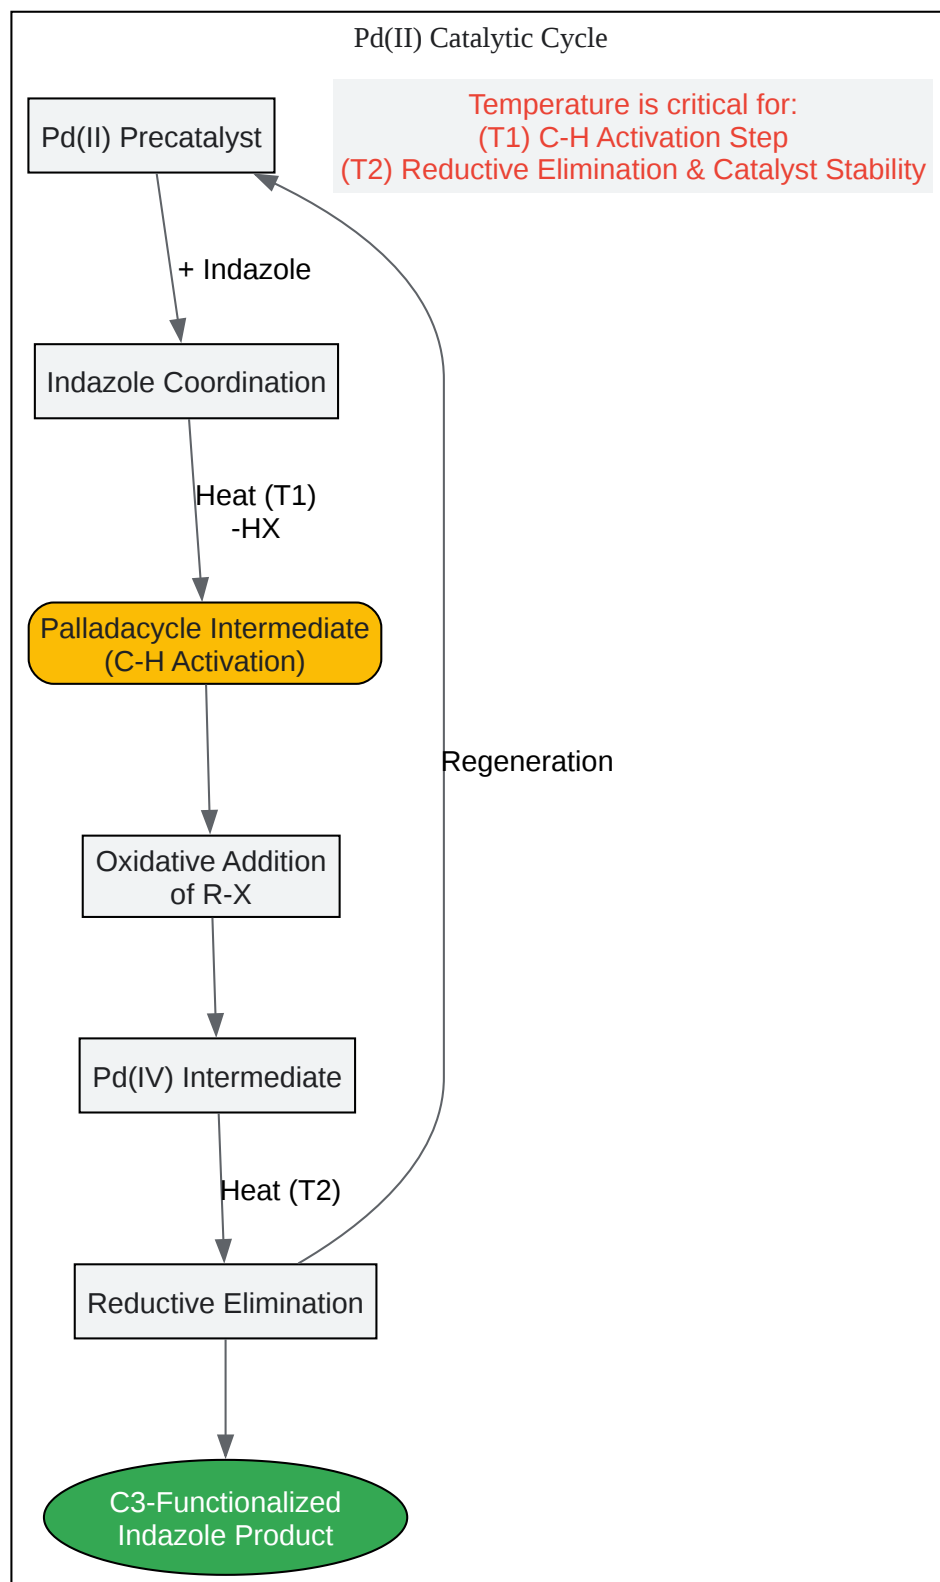 Pd(II) Catalytic Cycle
Pd(II) Precatalyst
Temperature is critical for:
(T1) C-H Activation Step
(T2) Reductive Elimination & Catalyst Stability
+ Indazole
Indazole Coordination
Heat (T1)
-HX
Palladacycle Intermediate
(C-H Activation)
Regeneration
Oxidative Addition
of R-X
Pd(IV) Intermediate
Heat (T2)
Reductive Elimination
C3-Functionalized
Indazole Product